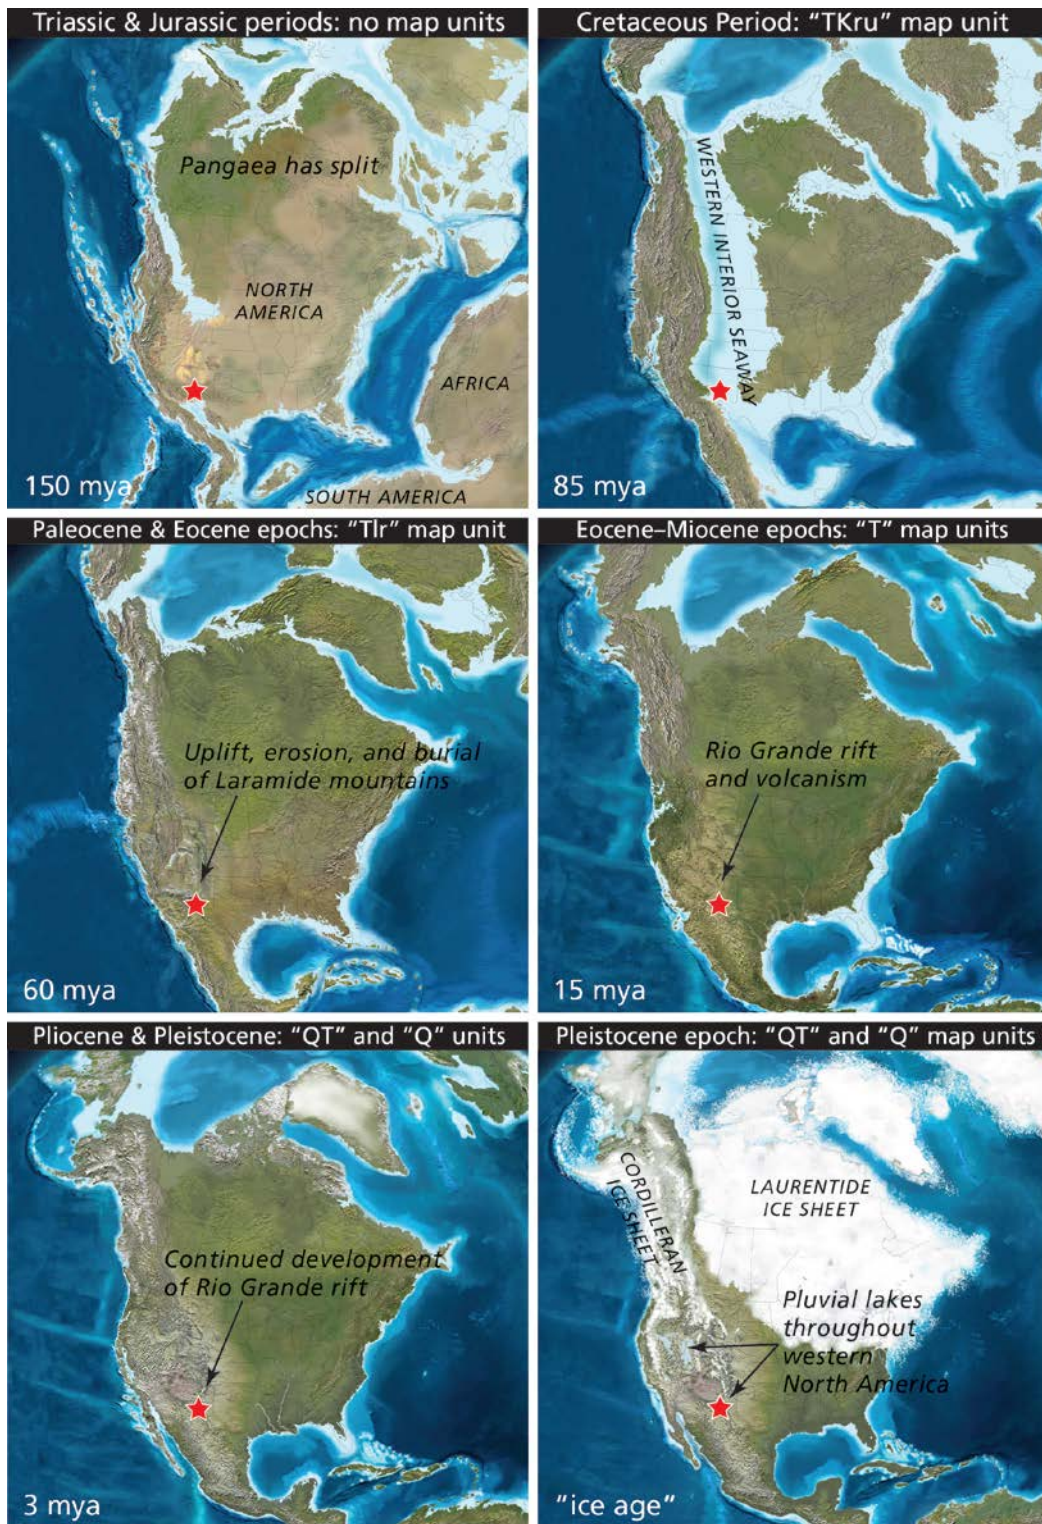 Triassic & Jurassic periods: no map units
Pangaea has split
NORTH
AMERICA
AFRICA
SOUTH AMERICA
150 mya
Cretaceous Period: “TKru” map unit
WESTERN INTERIOR SEAWAY
85 mya
Paleocene & Eocene epochs: “Tlr” map unit
Uplift, erosion, and burial
of Laramide mountains
60 mya
Eocene–Miocene epochs: “T” map units
Rio Grande rift
and volcanism
15 mya
Pliocene & Pleistocene: “QT” and “Q” units
Continued development
of Rio Grande rift
3 mya
Pleistocene epoch: “QT” and “Q” map units
CORDILLERAN
ICE SHEET
LAURENTIDE
ICE SHEET
Pluvial lakes
throughout
western
North America
“ice age”